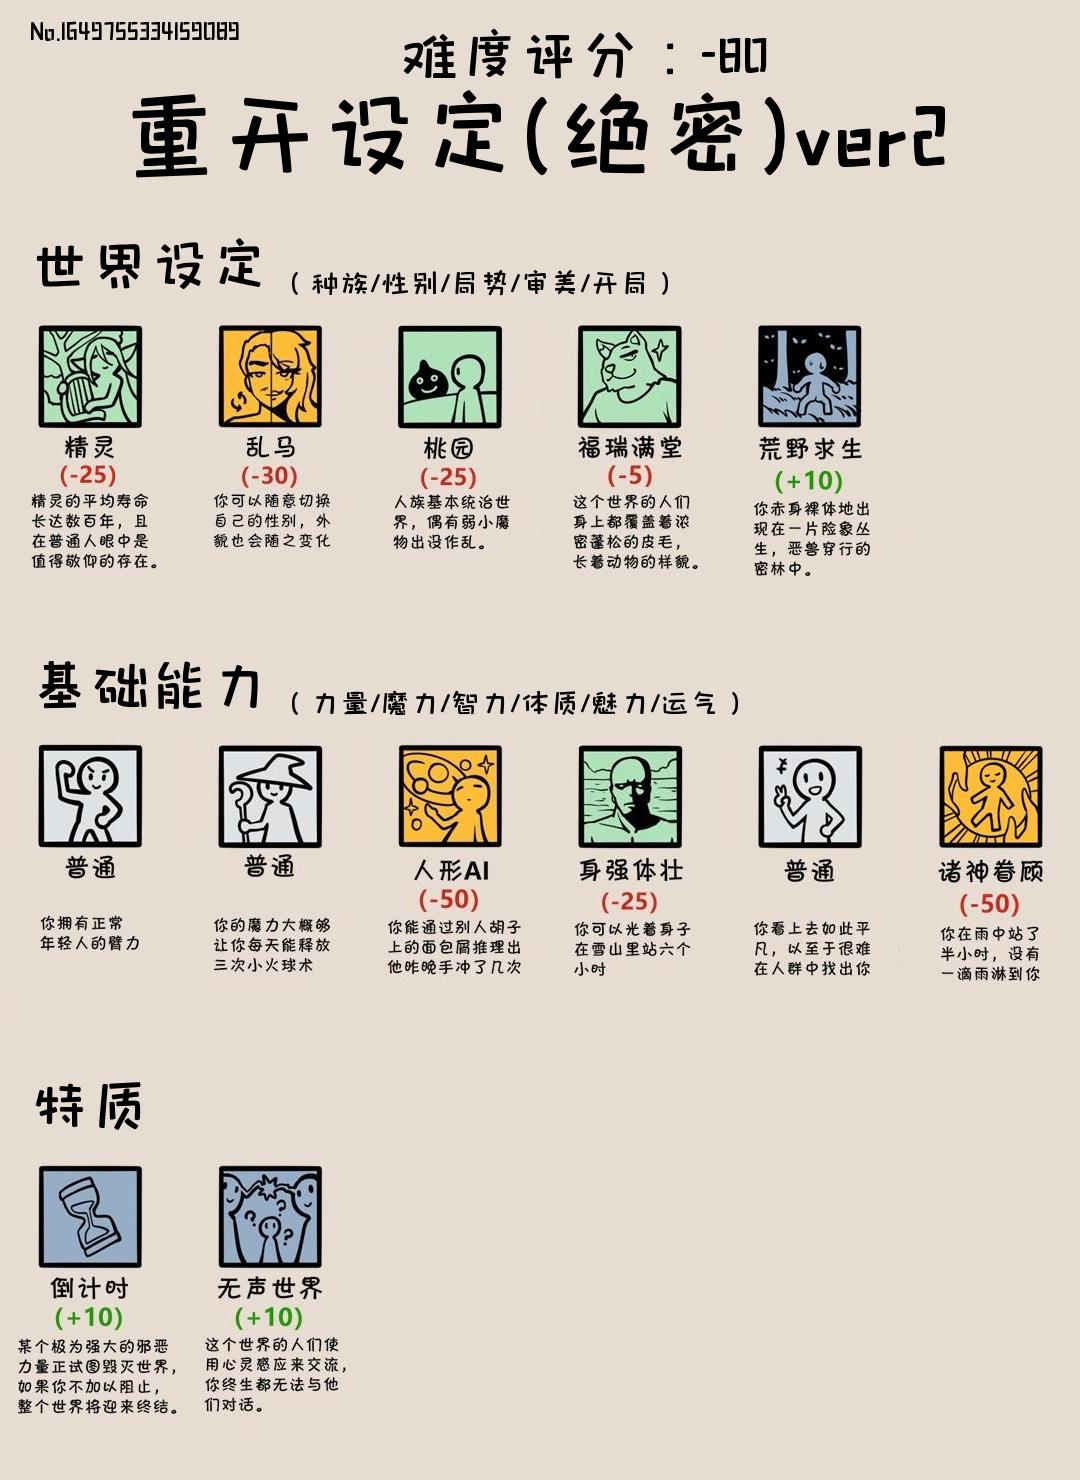 No.1649755334159089
难度评分：-80
重开设定(绝密)ver2
世界设定（种族/性别/局势/审美/开局）
精灵
(-25)
精灵的平均寿命
长达数百年，且
在普通人眼中是
值得敬仰的存在。
乱马
(-30)
你可以随意切换
自己的性别，外
貌也会随之变化
桃园
(-25)
人族基本统治世
界，偶有弱小魔
物出没作乱。
福瑞满堂
(-5)
这个世界的人们
身上都覆盖着浓
密蓬松的皮毛，
长着动物的样貌。
荒野求生
(+10)
你赤身裸体地出
现在一片险象丛
生，恶兽穿行的
密林中。
基础能力（力量/魔力/智力/体质/魅力/运气）
普通
你拥有正常
年轻人的臂力
普通
你的魔力大概够
让你每天能释放
三次小火球术
人形AI
(-50)
你能通过别人胡子
上的面包屑推理出
他昨晚手冲了几次
身强体壮
(-25)
你可以光着身子
在雪山里站六个
小时
普通
你看上去如此平
凡，以至于很难
在人群中找出你
诸神眷顾
(-50)
你在雨中站了
半小时，没有
一滴雨淋到你
特质
倒计时
(+10)
某个极为强大的邪恶
力量正试图毁灭世界，
如果你不加以阻止，
整个世界将迎来终结。
无声世界
(+10)
这个世界的人们使
用心灵感应来交流，
你终生都无法与他
们对话。